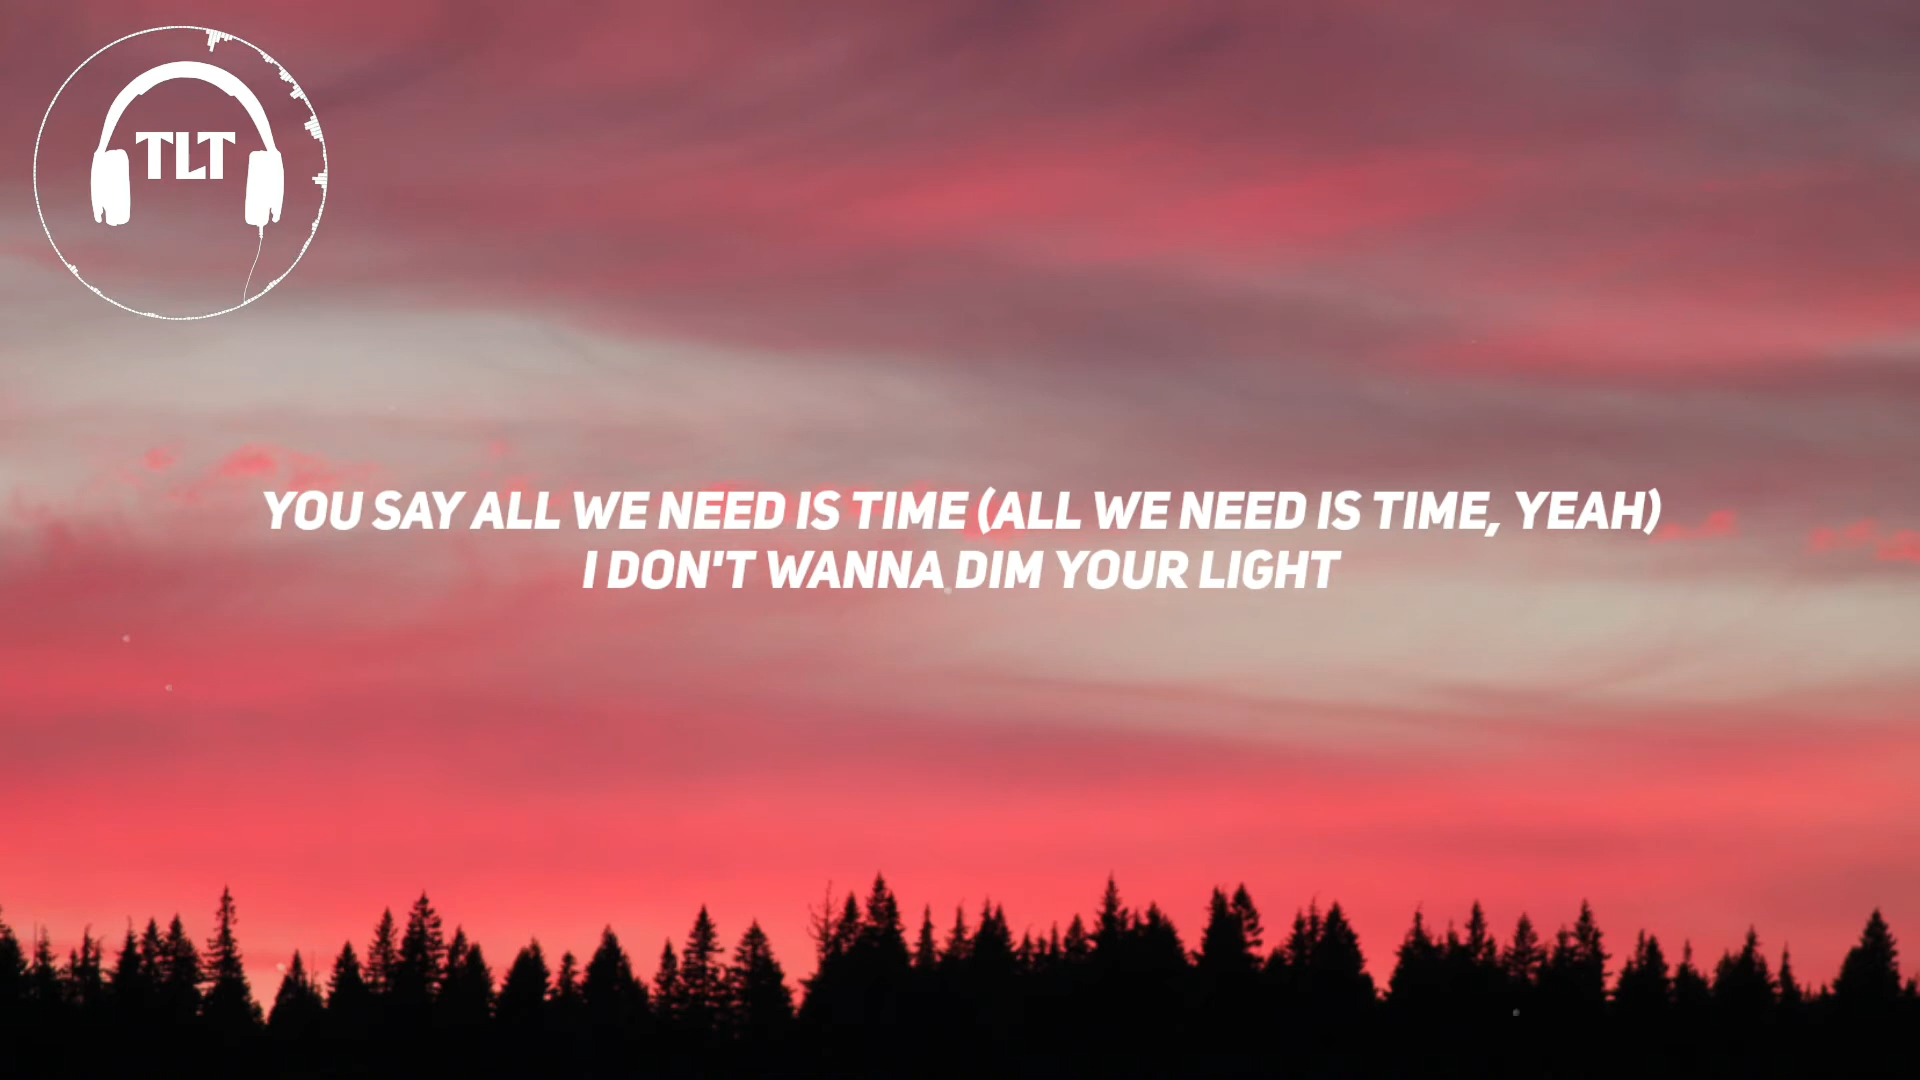 TLT
YOU SAY ALL WE NEED IS TIME (ALL WE NEED IS TIME, YEAH)
I DON'T WANNA DIM YOUR LIGHT